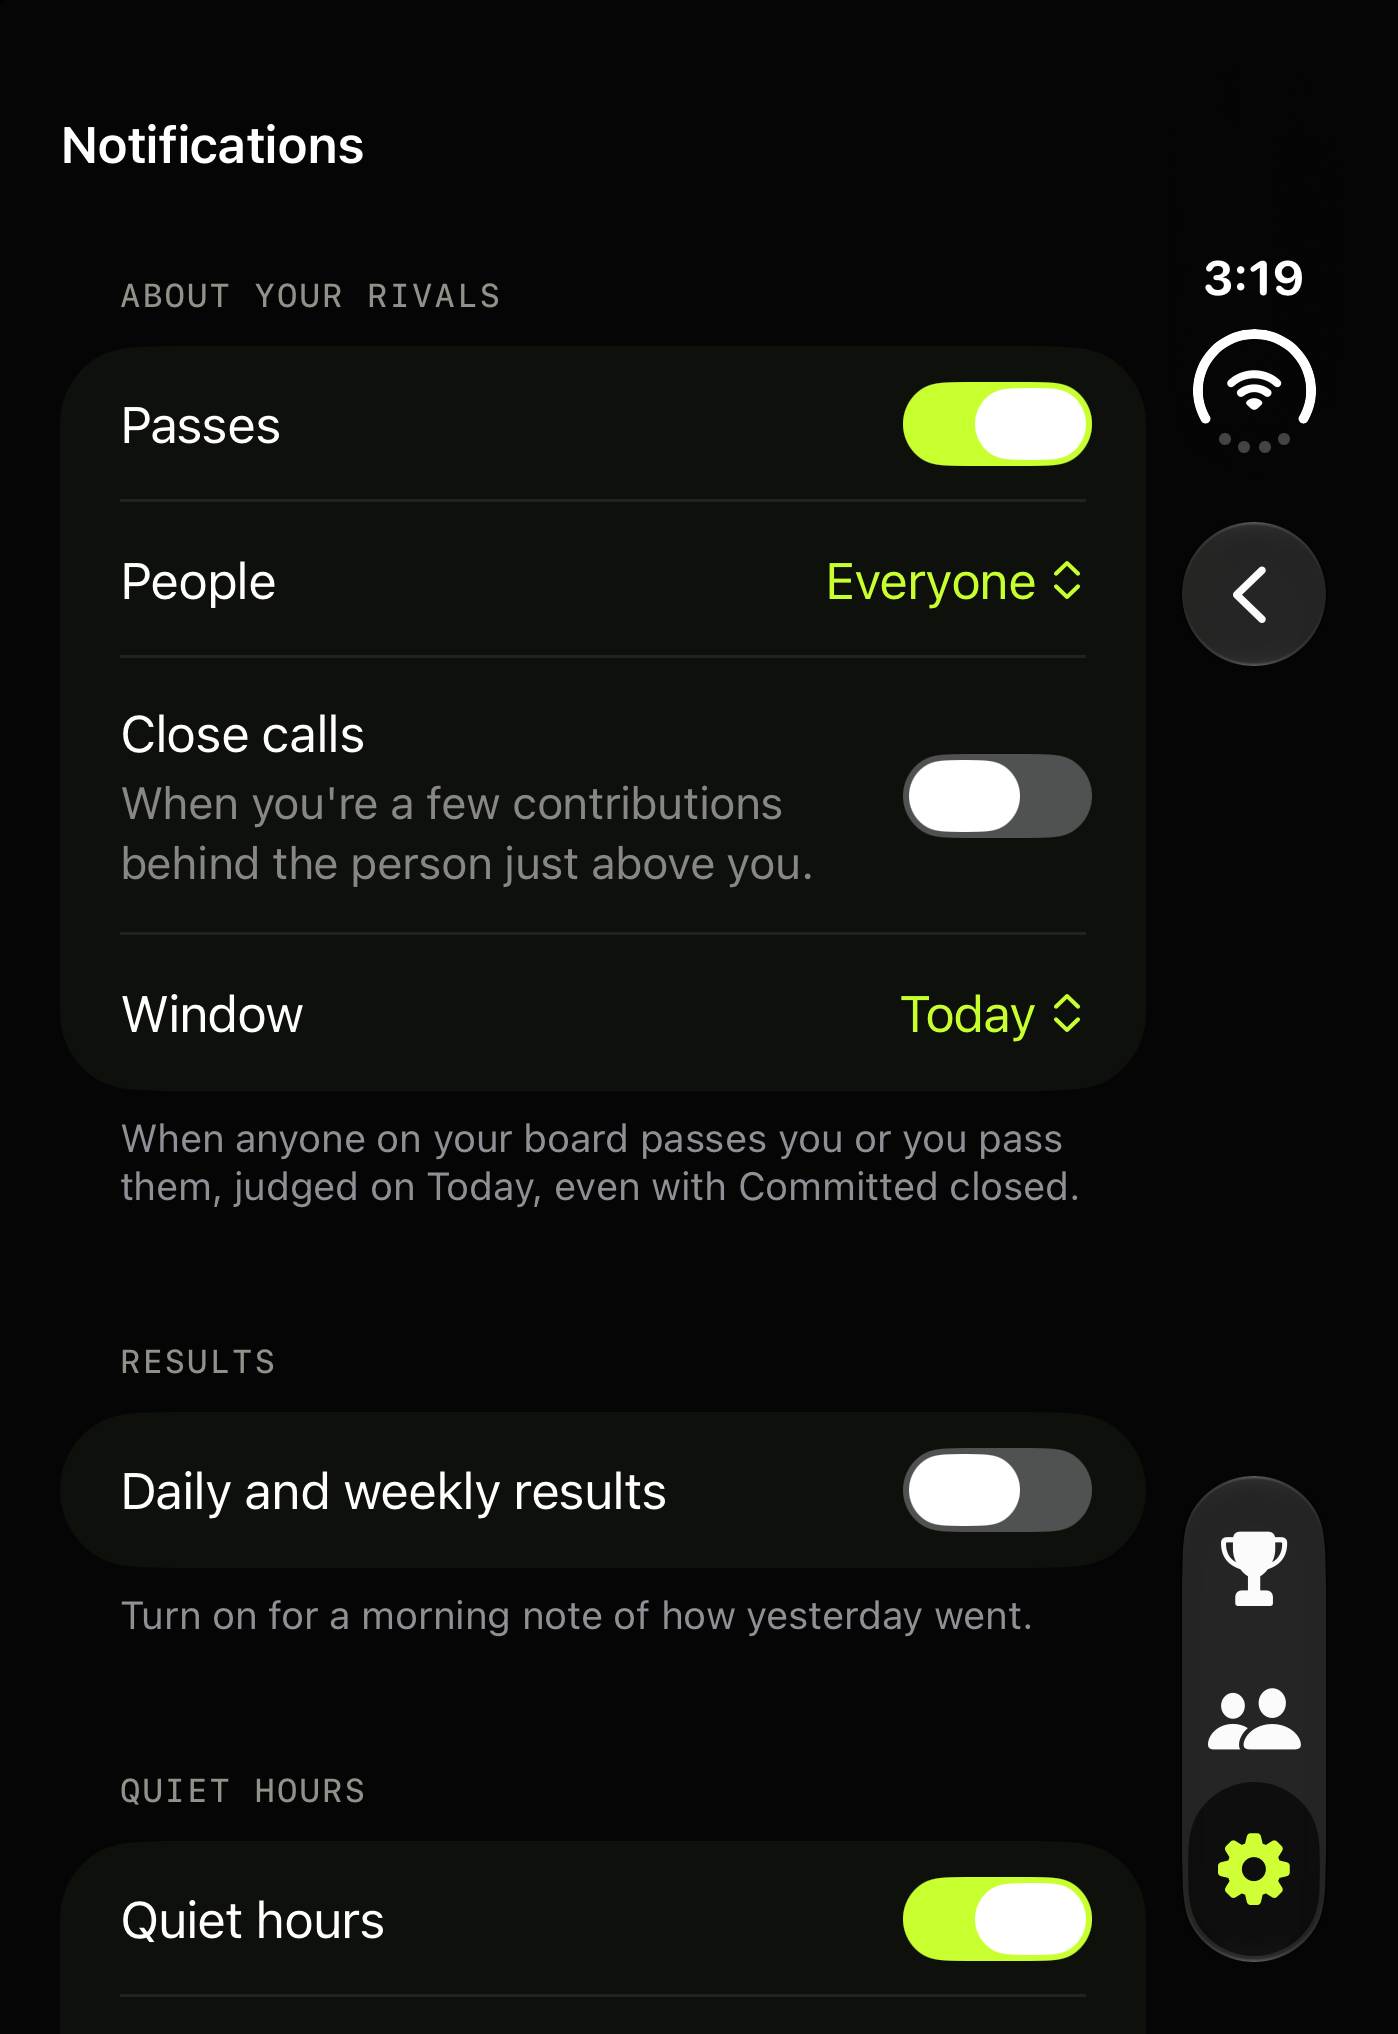 Notifications
3:19
ABOUT YOUR RIVALS
Passes
People
Everyone
Close calls
When you're a few contributions
behind the person just above you.
Window
Today
When anyone on your board passes you or you pass
them, judged on Today, even with Committed closed.
RESULTS
Daily and weekly results
Turn on for a morning note of how yesterday went.
QUIET HOURS
Quiet hours